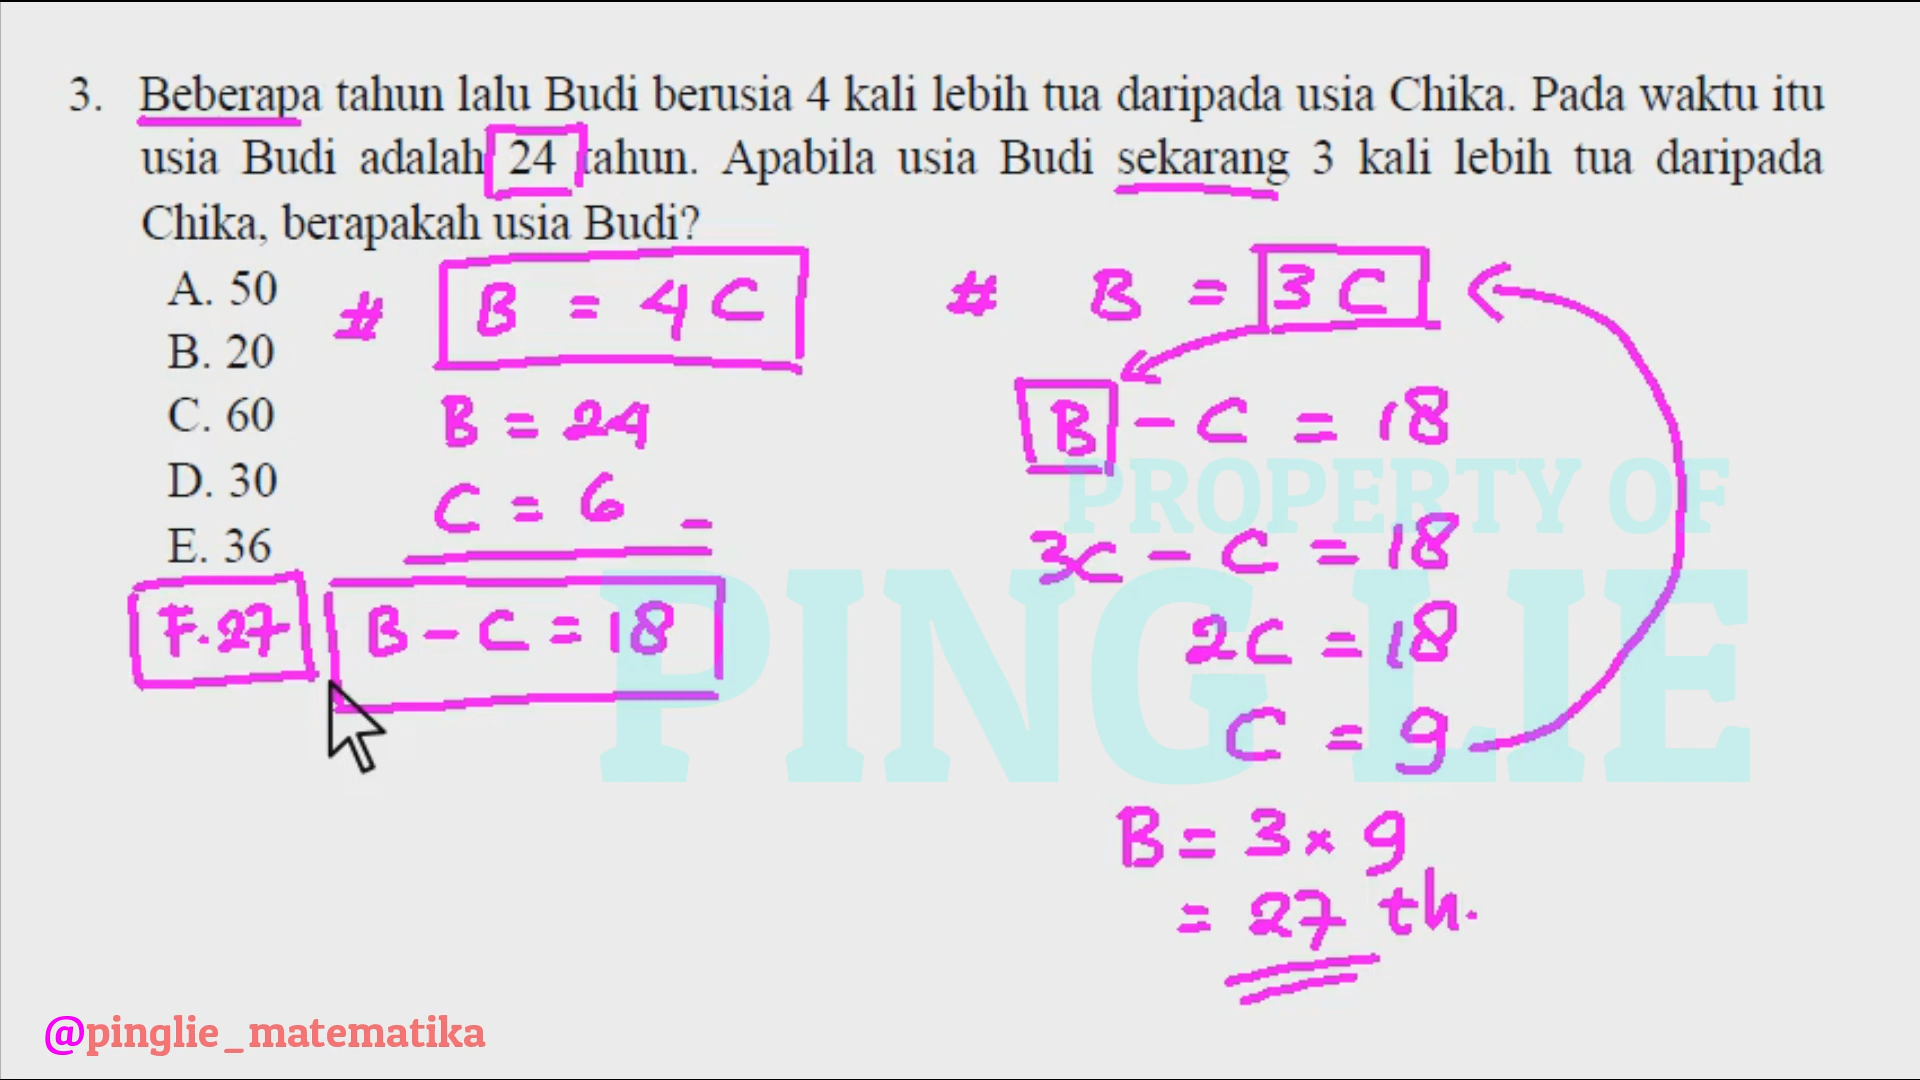 3. Beberapa tahun lalu Budi berusia 4 kali lebih tua daripada usia Chika. Pada waktu itu
usia Budi adalah 24 tahun. Apabila usia Budi sekarang 3 kali lebih tua daripada
Chika, berapakah usia Budi?
A. 50
B. 20
C. 60
D. 30
E. 36
F. 27
# B = 4C
B = 24
C = 6 -
B - C = 18
# B = 3C
B - C = 18
3C - C = 18
2C = 18
C = 9
B = 3 × 9
= 27 th.
PROPERTY OF
PING LIE
@pinglie_matematika